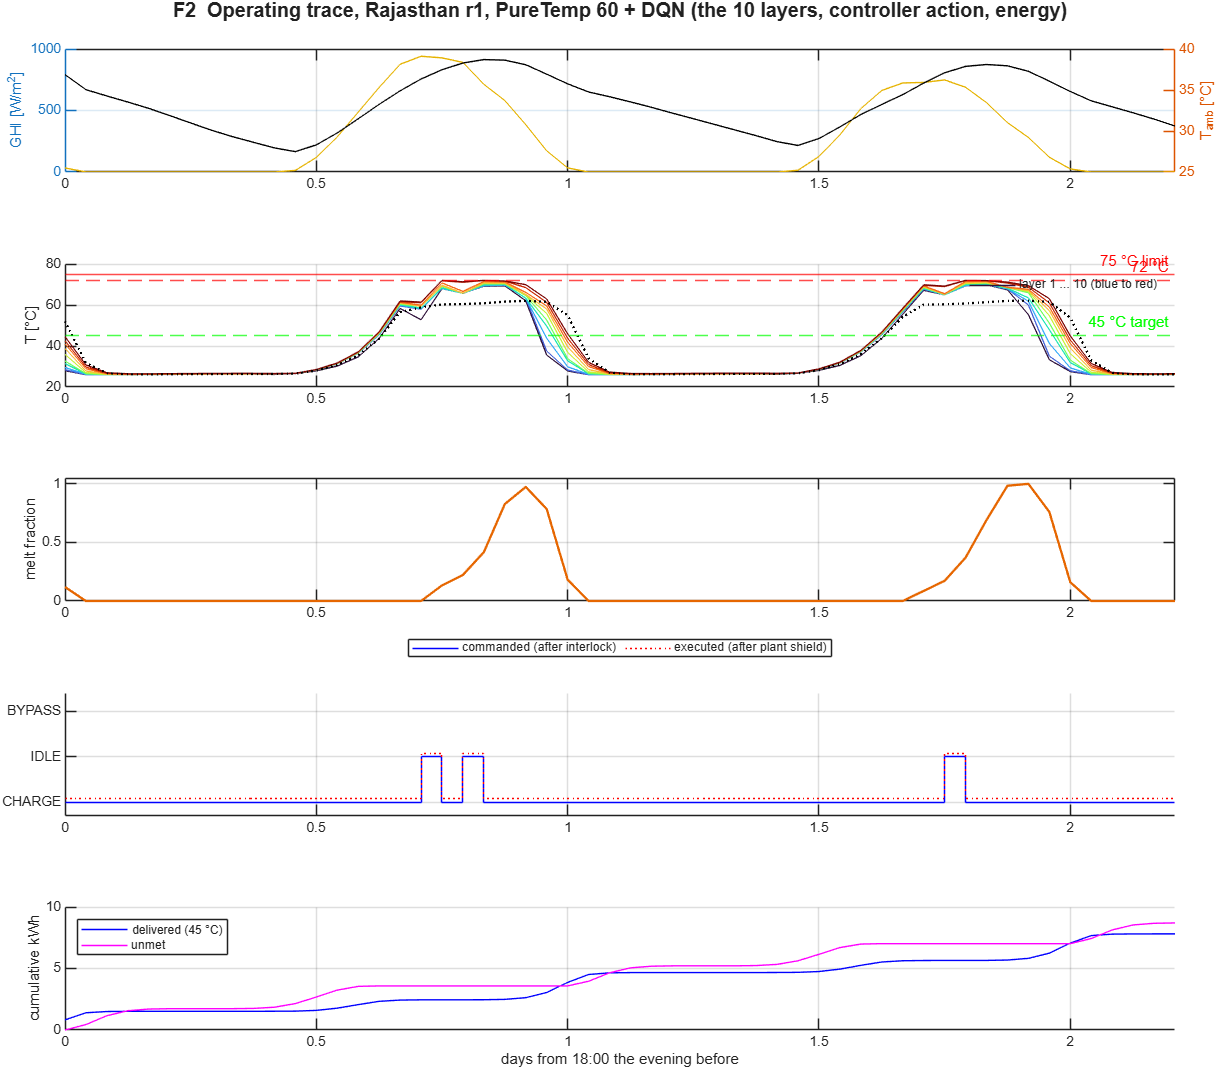 F2  Operating trace, Rajasthan r1, PureTemp 60 + DQN (the 10 layers, controller action, energy)
GHI [W/m²]
1000
500
0
40
35
30
25
T_amb [°C]
0 0.5 1 1.5 2
T [°C]
80
60
40
20
75 °C limit
72 °C
layer 1 ... 10 (blue to red)
45 °C target
0 0.5 1 1.5 2
melt fraction
1
0.5
0
0 0.5 1 1.5 2
commanded (after interlock) executed (after plant shield)
BYPASS
IDLE
CHARGE
0 0.5 1 1.5 2
cumulative kWh
10
5
0
delivered (45 °C)
unmet
0 0.5 1 1.5 2
days from 18:00 the evening before